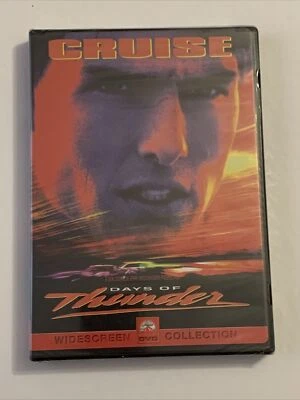 CRUISE
DAYS OF
Thunder
WIDESCREEN DVD COLLECTION